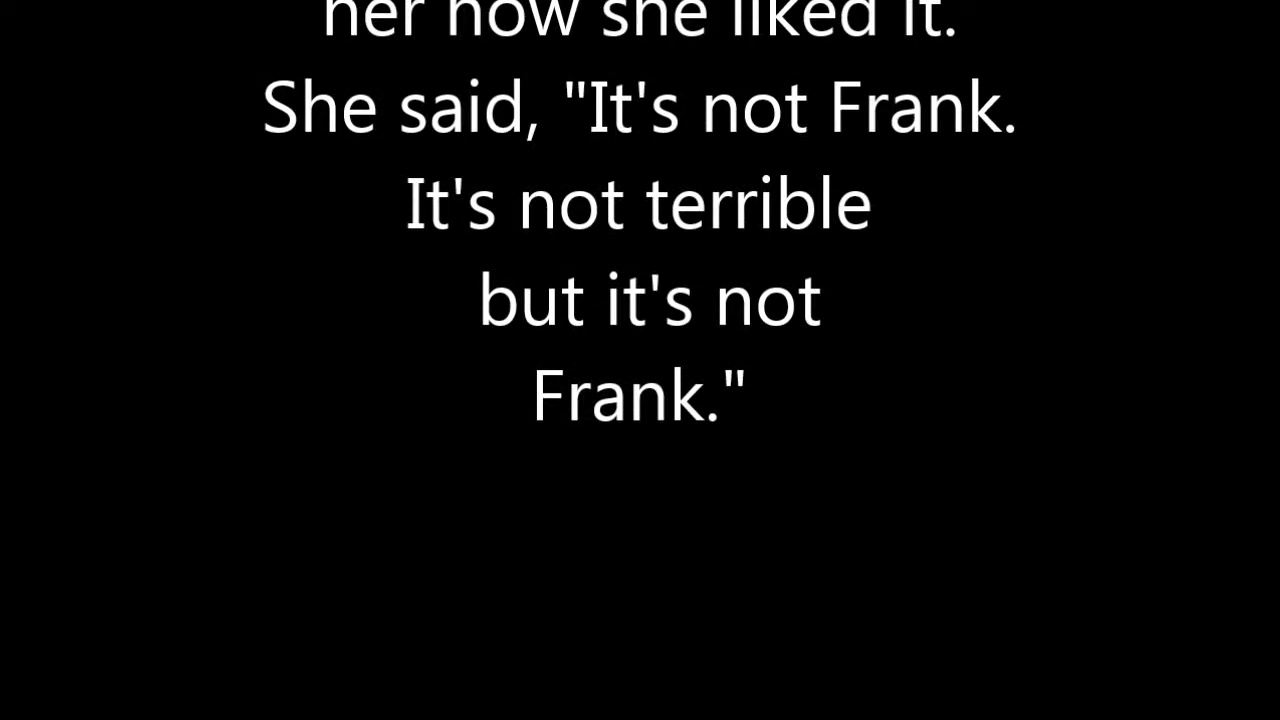 her how she liked it.
She said, "It's not Frank.
It's not terrible
but it's not
Frank."